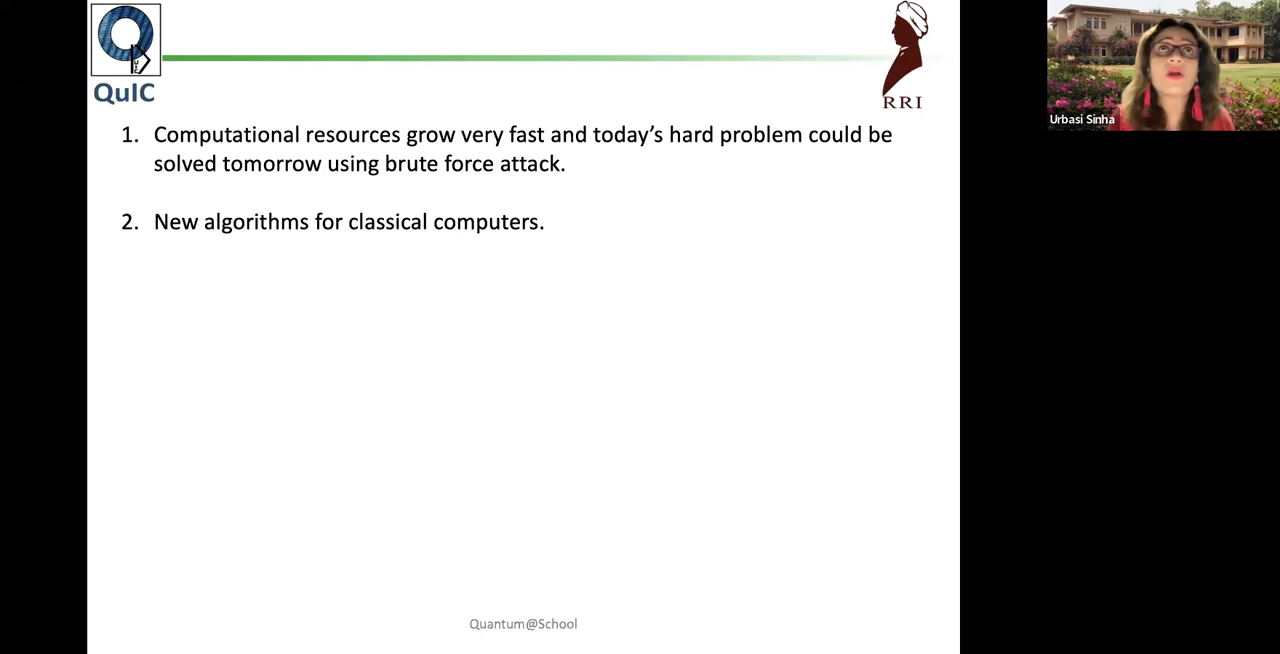 QuIC
RRI
Urbasi Sinha
1. Computational resources grow very fast and today’s hard problem could be
solved tomorrow using brute force attack.
2. New algorithms for classical computers.
Quantum@School